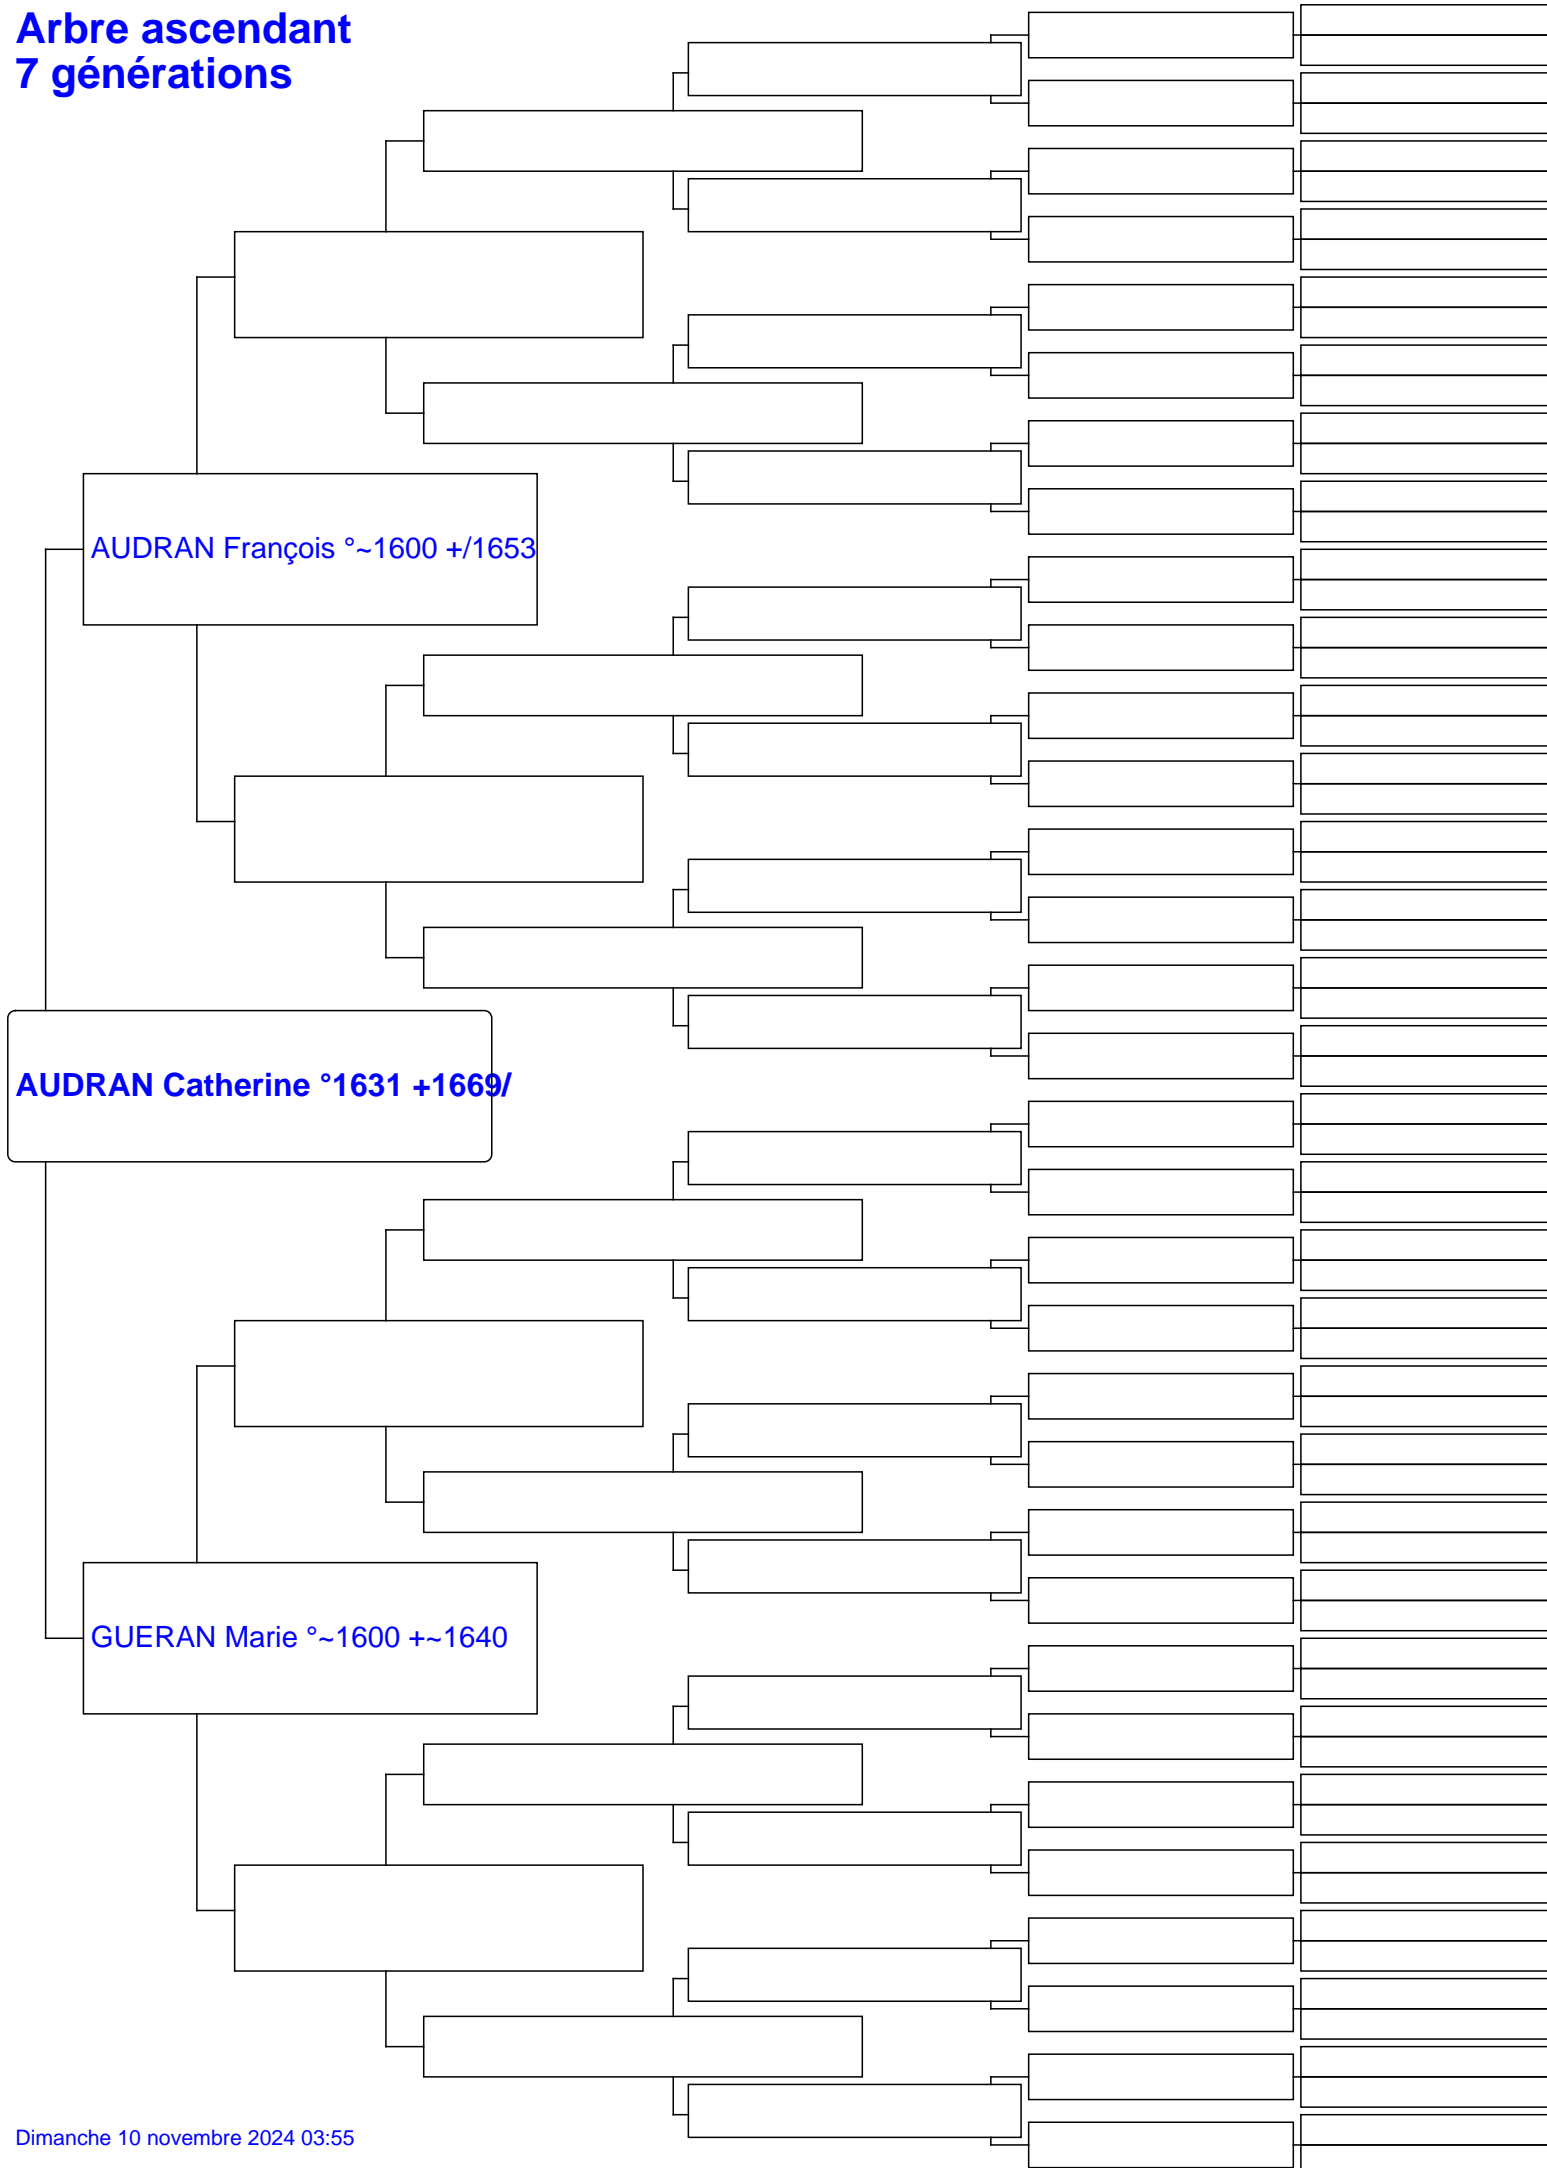 Arbre ascendant
7 générations
AUDRAN François °~1600 +/1653
AUDRAN Catherine °1631 +1669/
GUERAN Marie °~1600 +~1640
Dimanche 10 novembre 2024 03:55